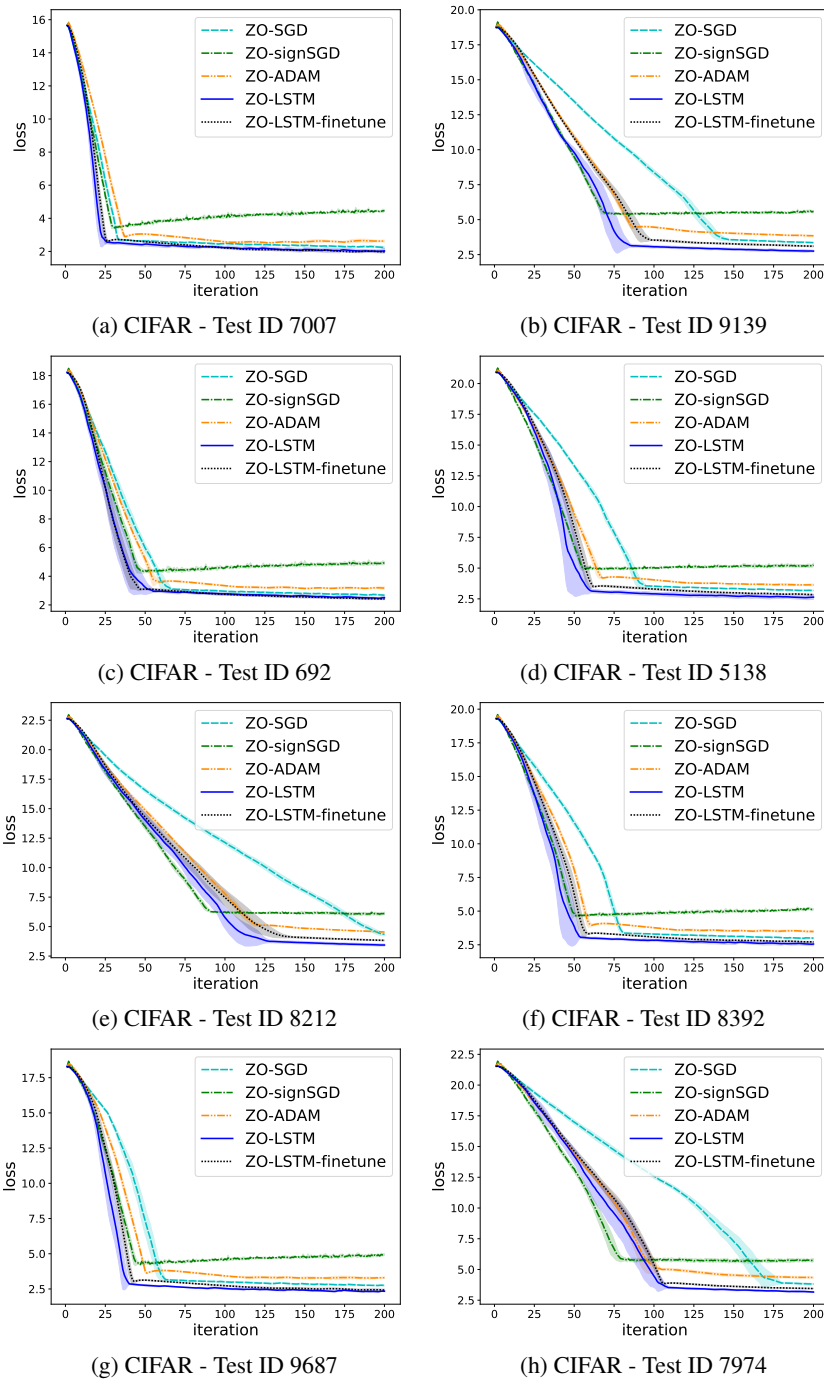 16
14
12
10
8
6
4
2
loss
0 25 50 75 100 125 150 175 200
iteration
ZO-SGD
ZO-signSGD
ZO-ADAM
ZO-LSTM
ZO-LSTM-finetune
(a) CIFAR - Test ID 7007
20.0
17.5
15.0
12.5
10.0
7.5
5.0
2.5
loss
0 25 50 75 100 125 150 175 200
iteration
ZO-SGD
ZO-signSGD
ZO-ADAM
ZO-LSTM
ZO-LSTM-finetune
(b) CIFAR - Test ID 9139
18
16
14
12
10
8
6
4
2
loss
0 25 50 75 100 125 150 175 200
iteration
ZO-SGD
ZO-signSGD
ZO-ADAM
ZO-LSTM
ZO-LSTM-finetune
(c) CIFAR - Test ID 692
20.0
17.5
15.0
12.5
10.0
7.5
5.0
2.5
loss
0 25 50 75 100 125 150 175 200
iteration
ZO-SGD
ZO-signSGD
ZO-ADAM
ZO-LSTM
ZO-LSTM-finetune
(d) CIFAR - Test ID 5138
22.5
20.0
17.5
15.0
12.5
10.0
7.5
5.0
2.5
loss
0 25 50 75 100 125 150 175 200
iteration
ZO-SGD
ZO-signSGD
ZO-ADAM
ZO-LSTM
ZO-LSTM-finetune
(e) CIFAR - Test ID 8212
20.0
17.5
15.0
12.5
10.0
7.5
5.0
2.5
loss
0 25 50 75 100 125 150 175 200
iteration
ZO-SGD
ZO-signSGD
ZO-ADAM
ZO-LSTM
ZO-LSTM-finetune
(f) CIFAR - Test ID 8392
17.5
15.0
12.5
10.0
7.5
5.0
2.5
loss
0 25 50 75 100 125 150 175 200
iteration
ZO-SGD
ZO-signSGD
ZO-ADAM
ZO-LSTM
ZO-LSTM-finetune
(g) CIFAR - Test ID 9687
22.5
20.0
17.5
15.0
12.5
10.0
7.5
5.0
2.5
loss
0 25 50 75 100 125 150 175 200
iteration
ZO-SGD
ZO-signSGD
ZO-ADAM
ZO-LSTM
ZO-LSTM-finetune
(h) CIFAR - Test ID 7974